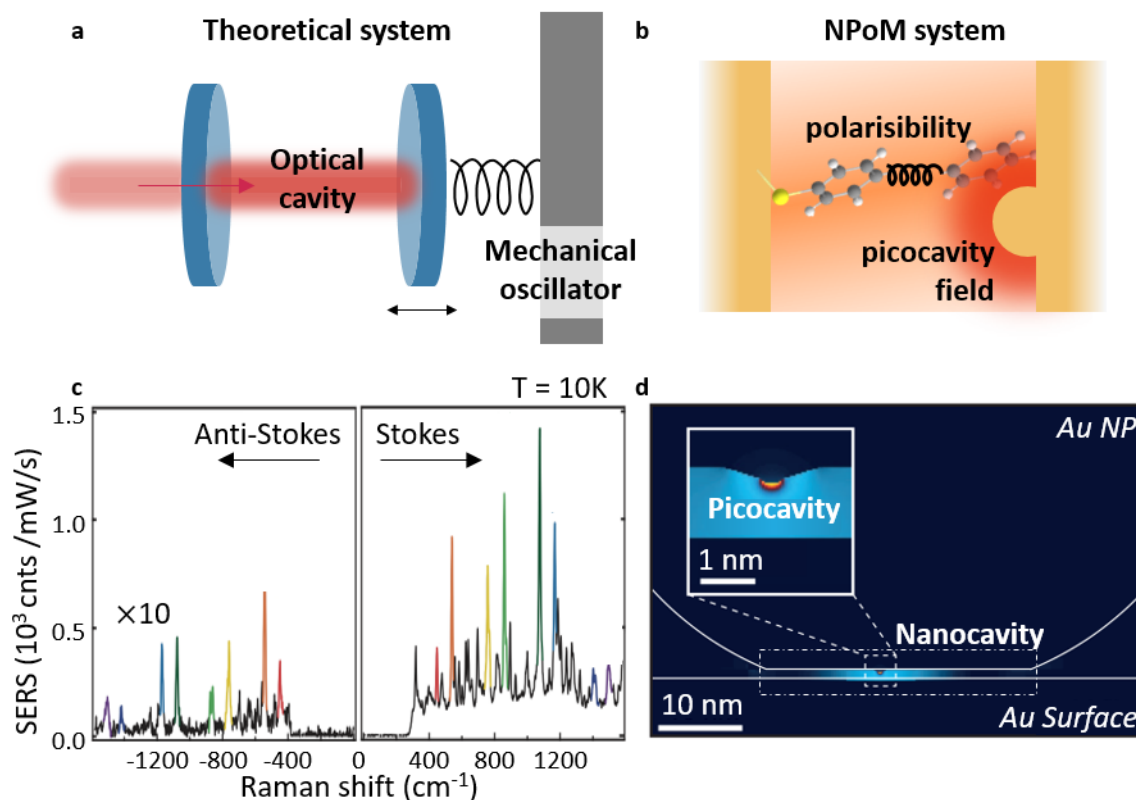 a
Theoretical system
Optical
cavity
Mechanical
oscillator
b
NPoM system
polarisibility
picocavity
field
c
T = 10K
SERS (10³ cnts /mW/s)
1.5
1.0
0.5
0.0
Anti-Stokes
Stokes
×10
-1200
-800
-400
0
400
800
1200
Raman shift (cm⁻¹)
d
Au NP
Picocavity
1 nm
Nanocavity
10 nm
Au Surface